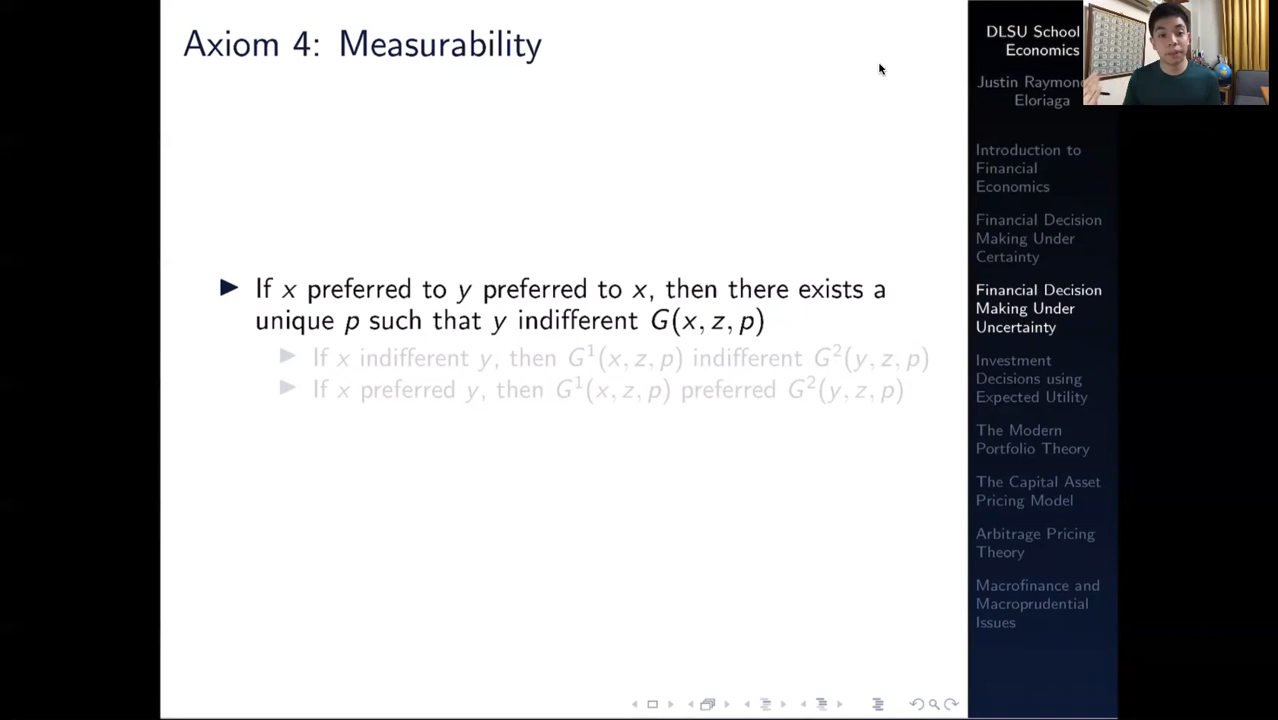 Axiom 4: Measurability
▶ If x preferred to y preferred to x, then there exists a
unique p such that y indifferent G(x, z, p)
▶ If x indifferent y, then G¹(x, z, p) indifferent G²(y, z, p)
▶ If x preferred y, then G¹(x, z, p) preferred G²(y, z, p)
DLSU School
Economics
Justin Raymond
Eloriaga
Introduction to
Financial
Economics
Financial Decision
Making Under
Certainty
Financial Decision
Making Under
Uncertainty
Investment
Decisions using
Expected Utility
The Modern
Portfolio Theory
The Capital Asset
Pricing Model
Arbitrage Pricing
Theory
Macrofinance and
Macroprudential
Issues